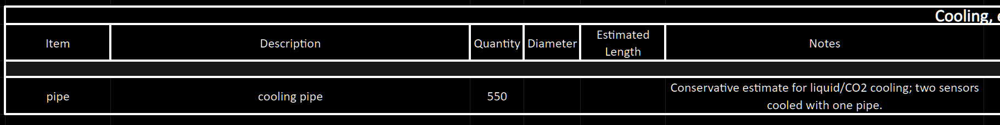 Cooling,
Item Description Quantity Diameter Estimated Length Notes
pipe cooling pipe 550 Conservative estimate for liquid/CO2 cooling; two sensors
cooled with one pipe.